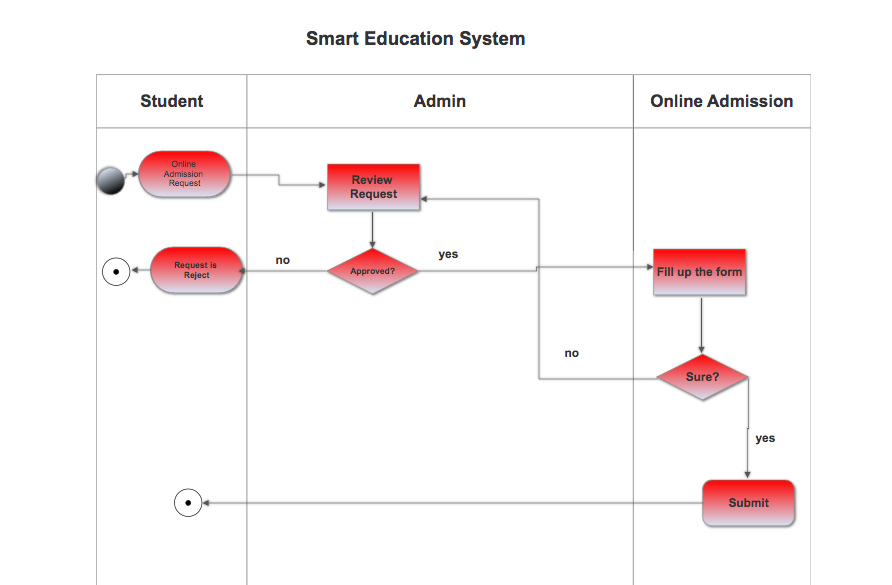 Smart Education System
Student
Admin
Online Admission
Online
Admission
Request
Review
Request
Request is
Reject
no
Approved?
yes
Fill up the form
no
Sure?
yes
Submit